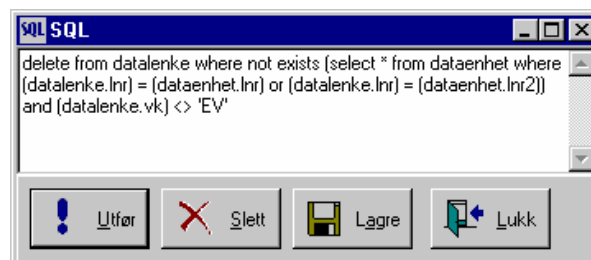 SQL SQL
delete from datalenke where not exists (select * from dataenhet where
(datalenke.lnr) = (dataenhet.lnr) or (datalenke.lnr) = (dataenhet.lnr2))
and (datalenke.vk) <> 'EV'
Utfør Slett Lagre Lukk